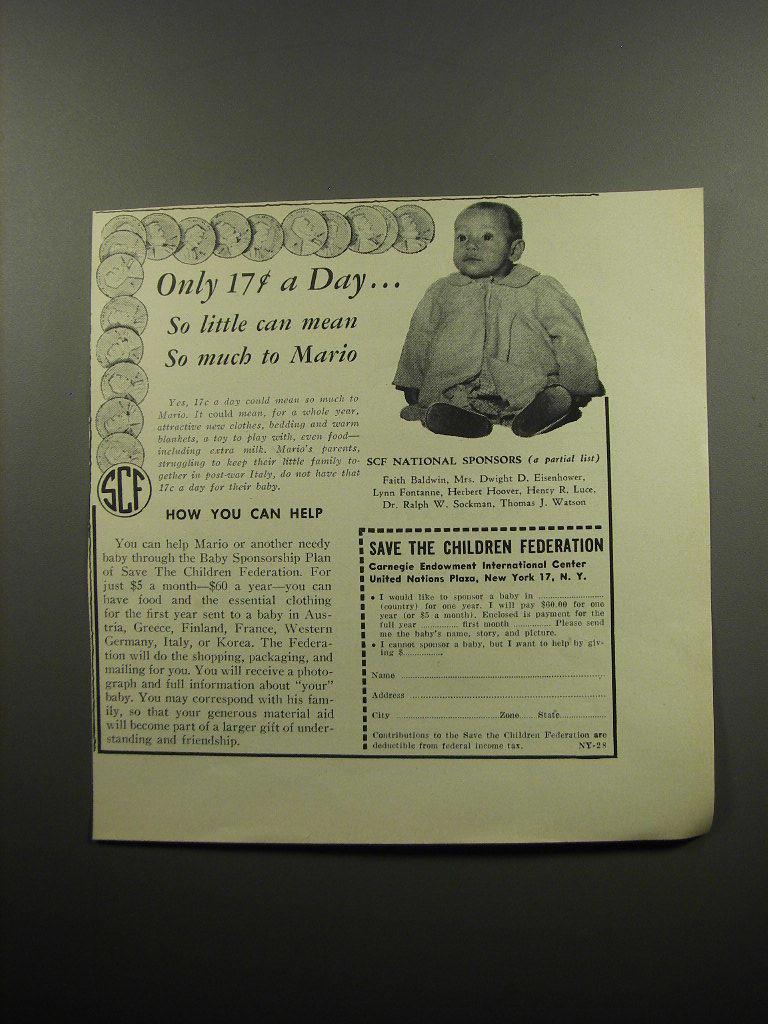 Only 17¢ a Day...
So little can mean
So much to Mario
Yes, 17c a day could mean so much to
Mario. It could mean, for a whole year,
attractive new clothes, bedding and warm
blankets, a toy to play with, even food—
including extra milk. Mario's parents,
struggling to keep their little family to-
gether in post-war Italy, do not have that
17c a day for their baby.
SCF
HOW YOU CAN HELP
You can help Mario or another needy
baby through the Baby Sponsorship Plan
of Save The Children Federation. For
just $5 a month—$60 a year—you can
have food and the essential clothing
for the first year sent to a baby in Aus-
tria, Greece, Finland, France, Western
Germany, Italy, or Korea. The Federa-
tion will do the shopping, packaging, and
mailing for you. You will receive a photo-
graph and full information about "your"
baby. You may correspond with his fam-
ily, so that your generous material aid
will become part of a larger gift of under-
standing and friendship.
SCF NATIONAL SPONSORS (a partial list)
Faith Baldwin, Mrs. Dwight D. Eisenhower,
Lynn Fontanne, Herbert Hoover, Henry R. Luce,
Dr. Ralph W. Sockman, Thomas J. Watson
SAVE THE CHILDREN FEDERATION
Carnegie Endowment International Center
United Nations Plaza, New York 17, N. Y.
• I would like to sponsor a baby in ....................
(country) for one year. I will pay $60.00 for one
year (or $5 a month). Enclosed is payment for the
full year ............ first month ............ Please send
me the baby's name, story, and picture.
• I cannot sponsor a baby, but I want to help by giv-
ing $............
Name ............
Address ............
City ............ Zone...... State............
Contributions to the Save the Children Federation are
deductible from federal income tax. NY-28